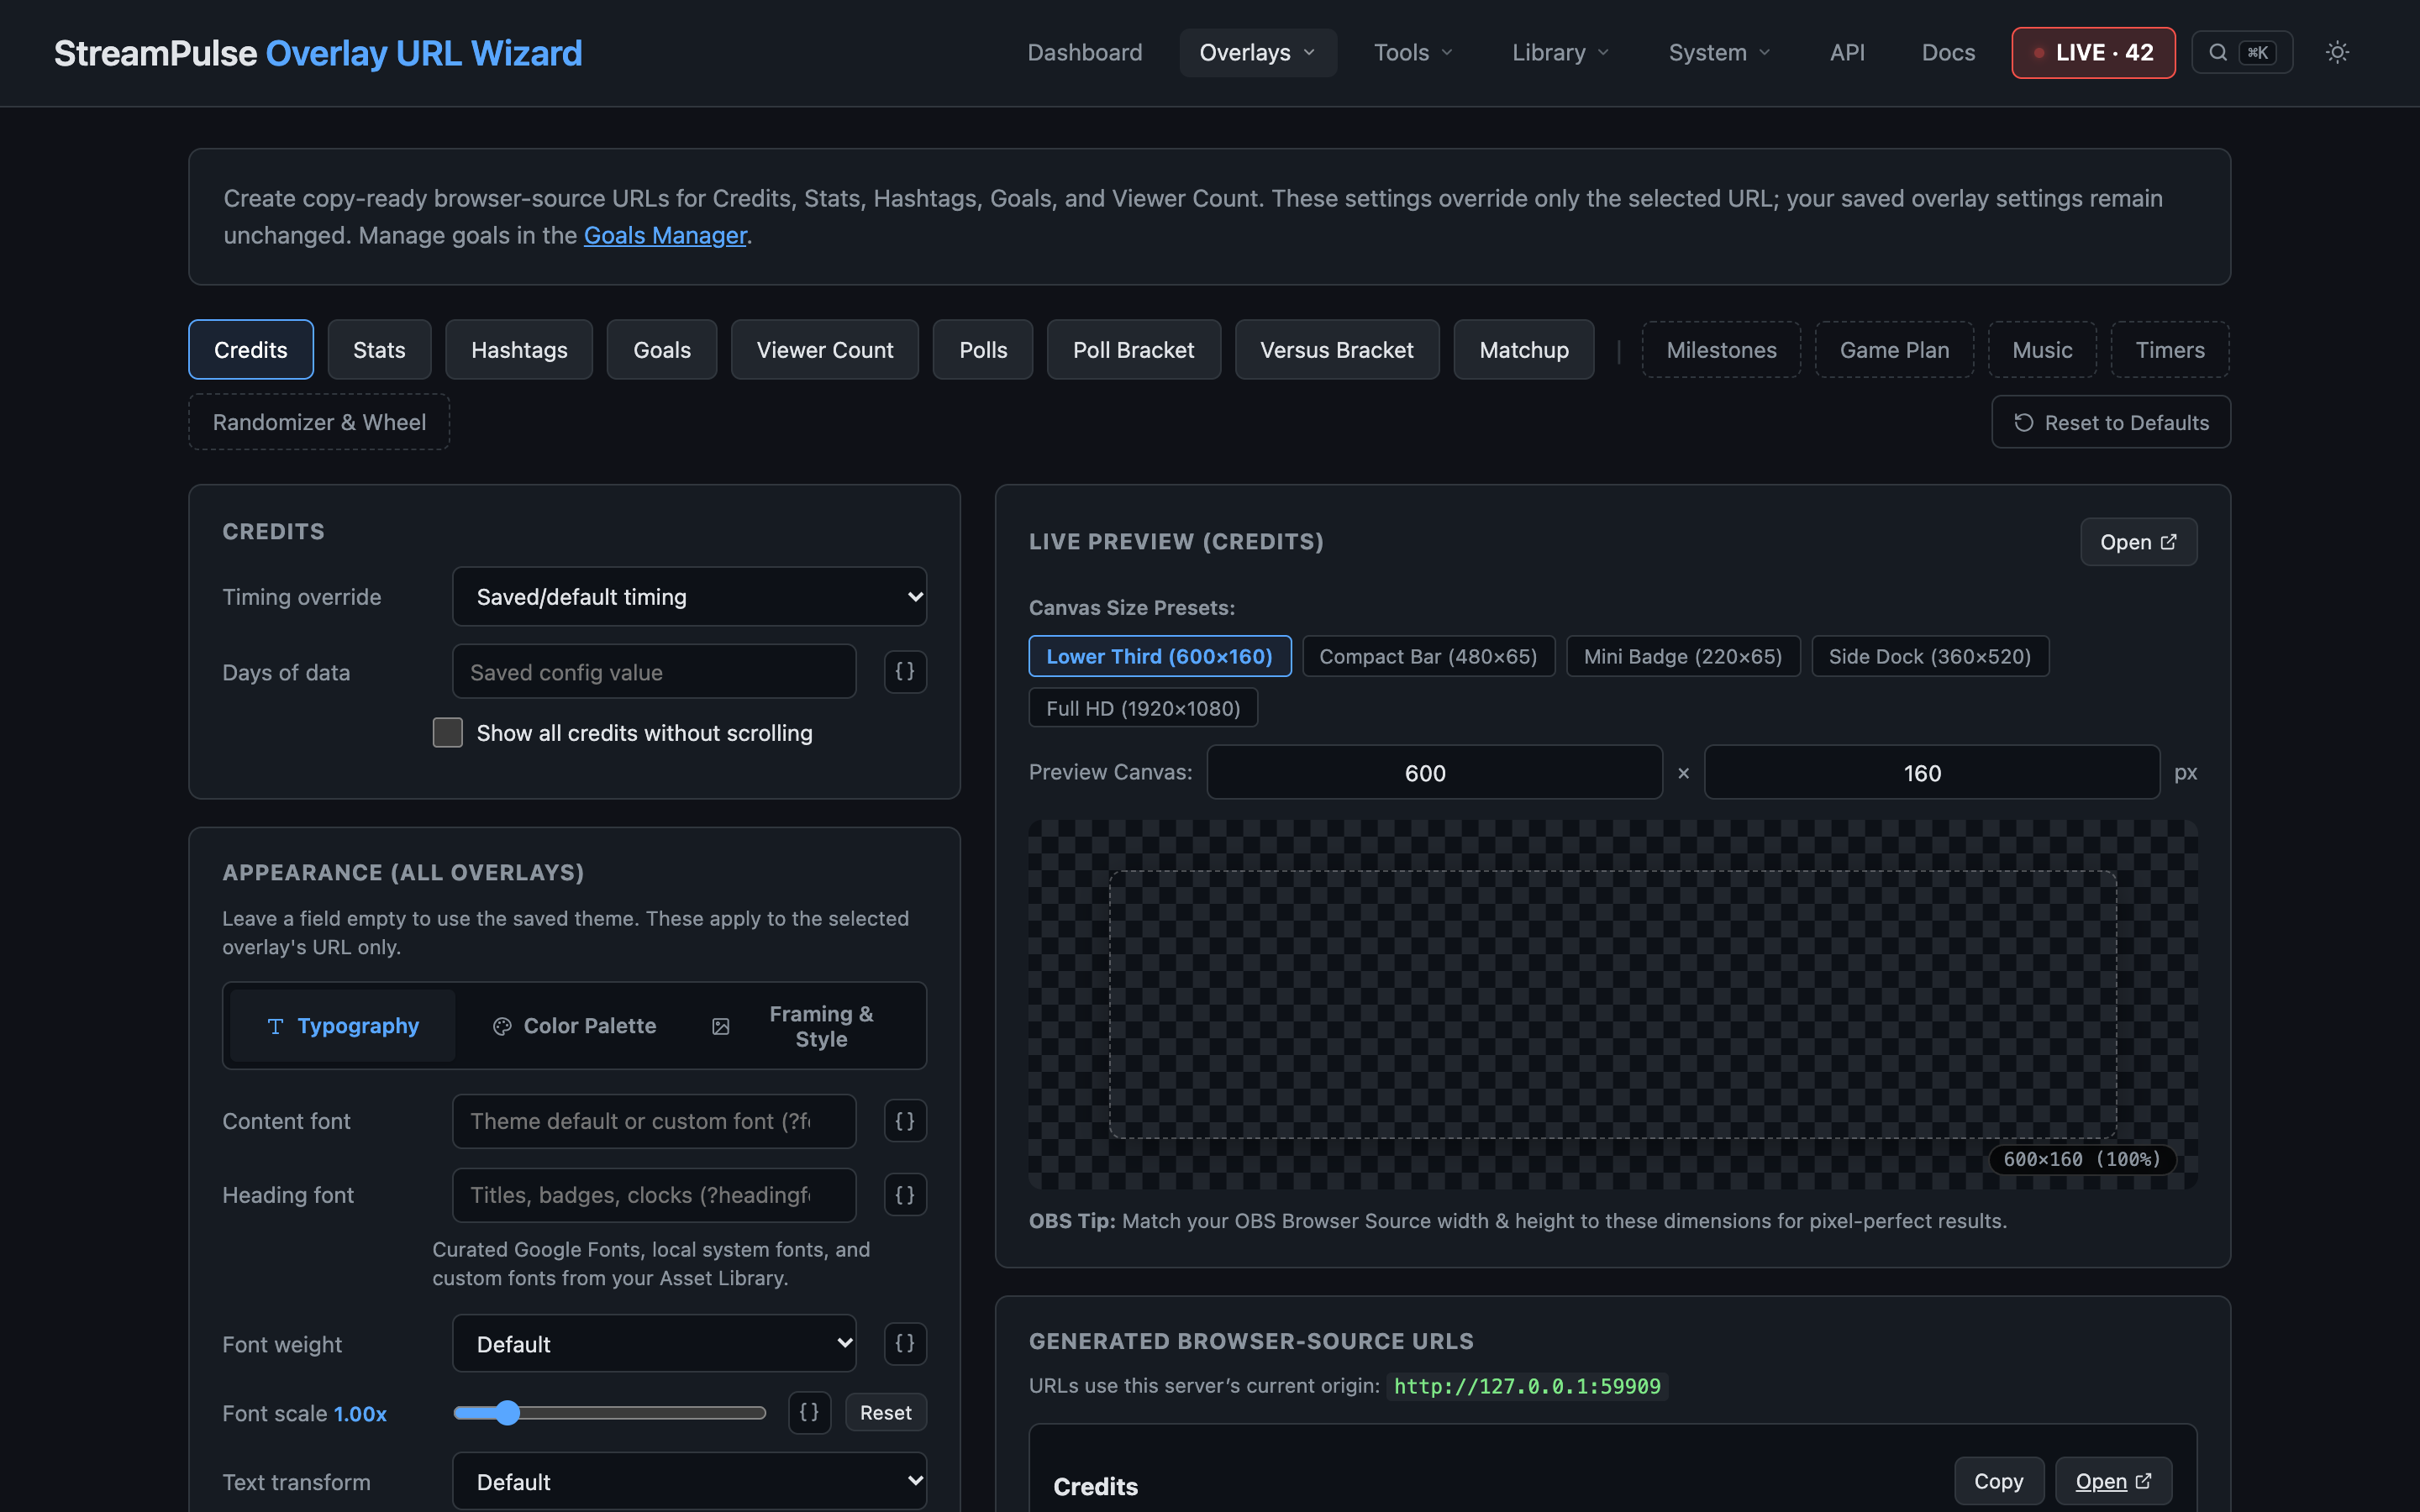 StreamPulse Overlay URL Wizard
Dashboard
Overlays
Tools
Library
System
API
Docs
LIVE · 42
⌘K
Create copy-ready browser-source URLs for Credits, Stats, Hashtags, Goals, and Viewer Count. These settings override only the selected URL; your saved overlay settings remain
unchanged. Manage goals in the Goals Manager.
Credits
Stats
Hashtags
Goals
Viewer Count
Polls
Poll Bracket
Versus Bracket
Matchup
|
Milestones
Game Plan
Music
Timers
Randomizer & Wheel
Reset to Defaults
CREDITS
Timing override
Saved/default timing
Days of data
Saved config value
{ }
Show all credits without scrolling
APPEARANCE (ALL OVERLAYS)
Leave a field empty to use the saved theme. These apply to the selected
overlay's URL only.
Typography
Color Palette
Framing &
Style
Content font
Theme default or custom font (?f
{ }
Heading font
Titles, badges, clocks (?headingf
{ }
Curated Google Fonts, local system fonts, and
custom fonts from your Asset Library.
Font weight
Default
{ }
Font scale 1.00x
{ }
Reset
Text transform
Default
LIVE PREVIEW (CREDITS)
Open
Canvas Size Presets:
Lower Third (600×160)
Compact Bar (480×65)
Mini Badge (220×65)
Side Dock (360×520)
Full HD (1920×1080)
Preview Canvas:
600
×
160
px
600×160 (100%)
OBS Tip: Match your OBS Browser Source width & height to these dimensions for pixel-perfect results.
GENERATED BROWSER-SOURCE URLS
URLs use this server’s current origin: http://127.0.0.1:59909
Credits
Copy
Open